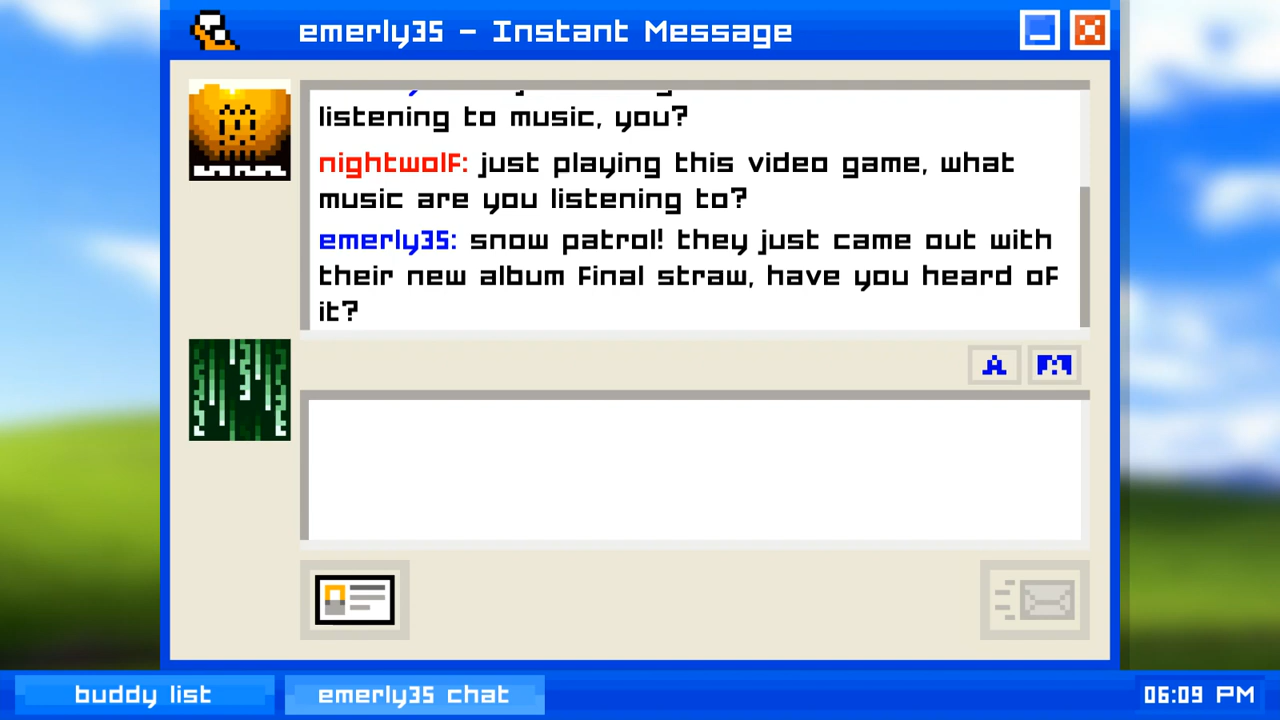 emerly35 - Instant Message
listening to music, you?
nightwolf: just playing this video game, what
music are you listening to?
emerly35: snow patrol! they just came out with
their new album final straw, have you heard of
it?
A
buddy list
emerly35 chat
06:09 PM